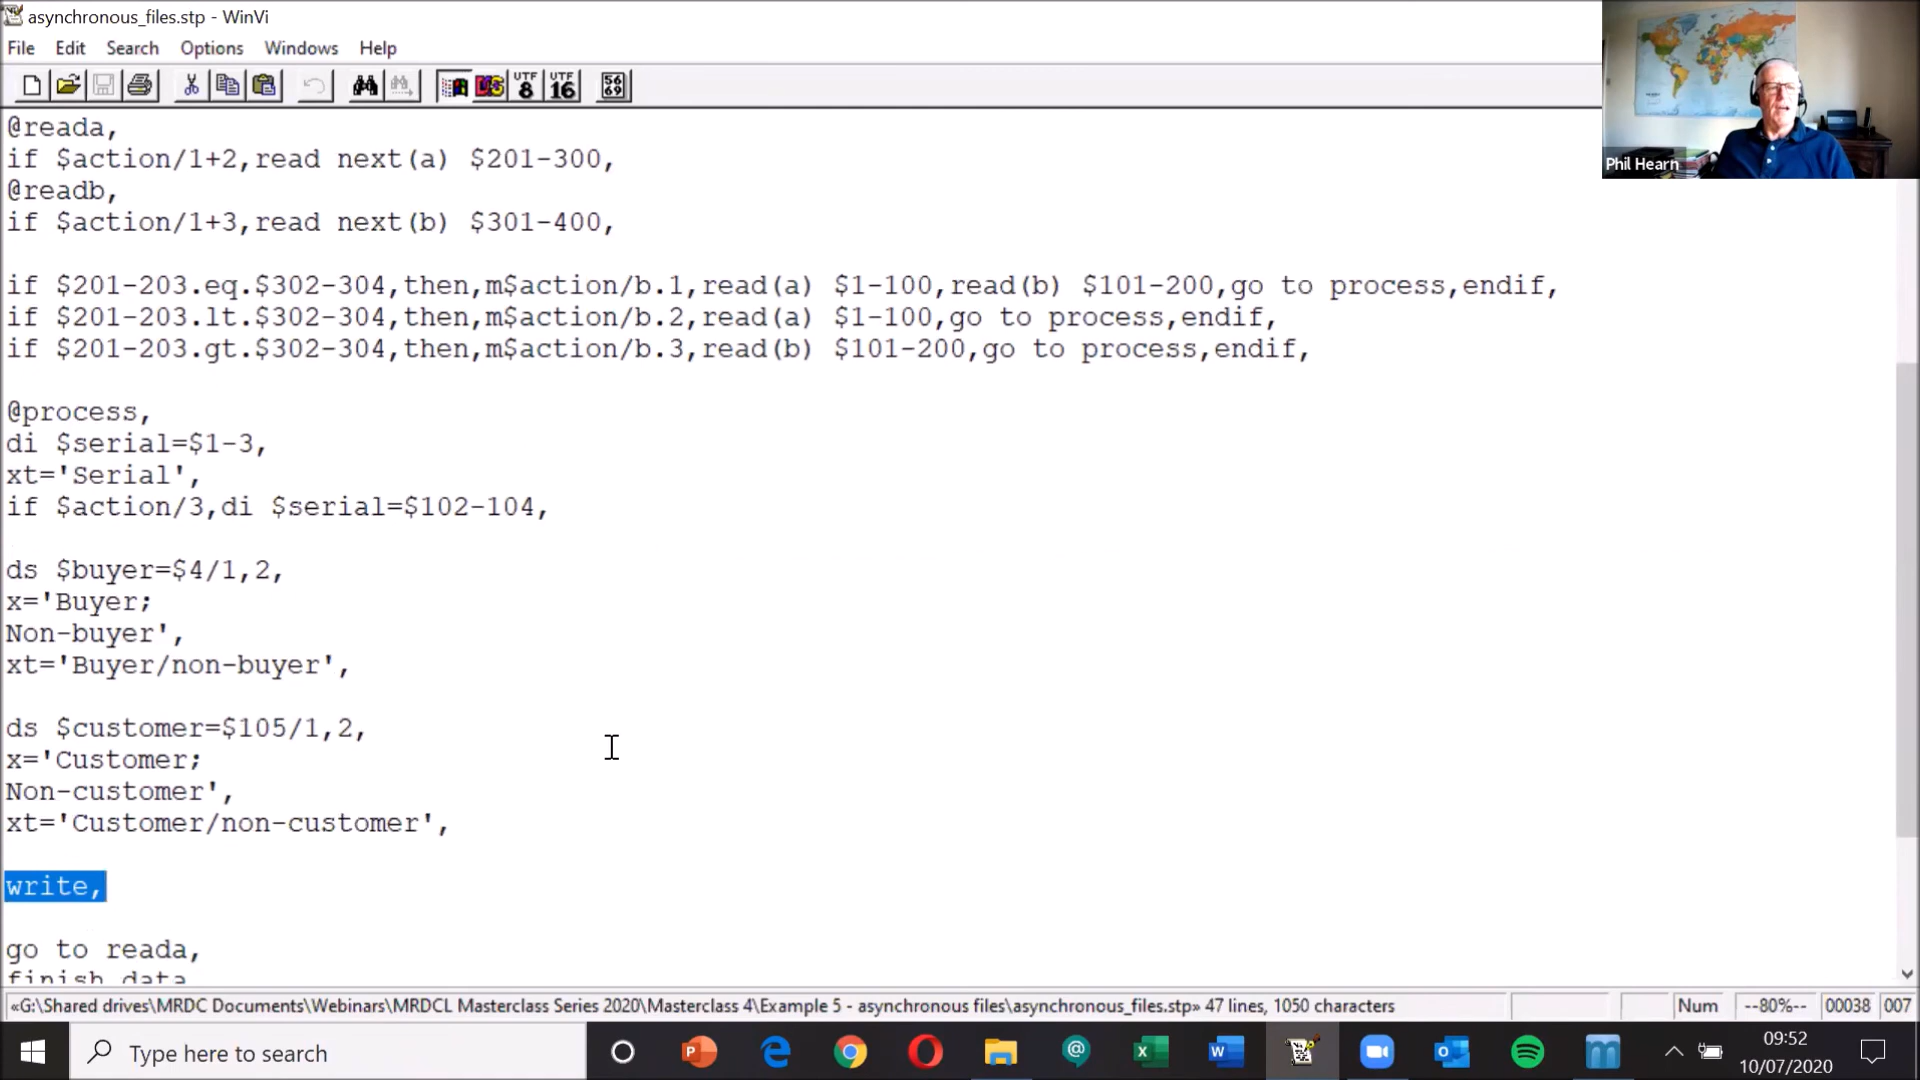 asynchronous_files.stp - WinVi
File Edit Search Options Windows Help
UTF 8 UTF 16 56 69
Phil Hearn
@reada,
if $action/1+2,read next(a) $201-300,
@readb,
if $action/1+3,read next(b) $301-400,
if $201-203.eq.$302-304,then,m$action/b.1,read(a) $1-100,read(b) $101-200,go to process,endif,
if $201-203.lt.$302-304,then,m$action/b.2,read(a) $1-100,go to process,endif,
if $201-203.gt.$302-304,then,m$action/b.3,read(b) $101-200,go to process,endif,
@process,
di $serial=$1-3,
xt='Serial',
if $action/3,di $serial=$102-104,
ds $buyer=$4/1,2,
x='Buyer;
Non-buyer',
xt='Buyer/non-buyer',
ds $customer=$105/1,2,
x='Customer;
Non-customer',
xt='Customer/non-customer',
write,
go to reada,
finish data
«G:\Shared drives\MRDC Documents\Webinars\MRDCL Masterclass Series 2020\Masterclass 4\Example 5 - asynchronous files\asynchronous_files.stp» 47 lines, 1050 characters
Num --80%-- 00038 007
Type here to search
09:52
10/07/2020